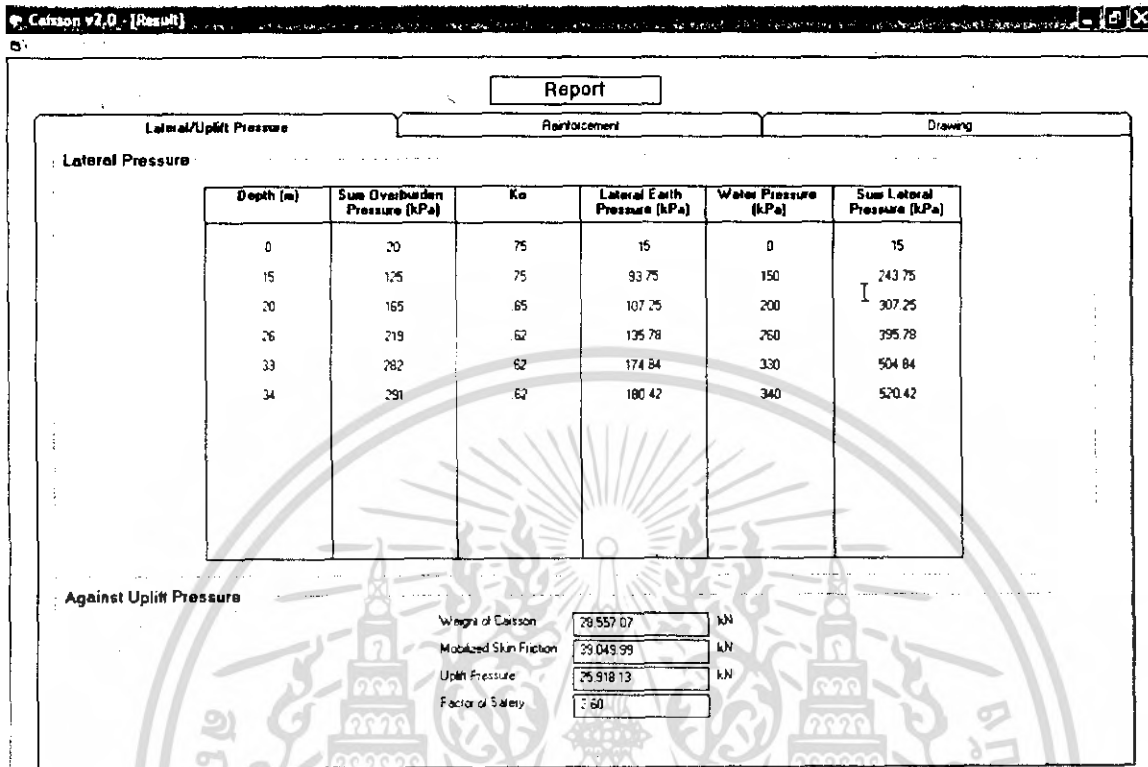 Caisson v2.0 - [Result]
Report
Lateral/Uplift Pressure Reinforcement Drawing
Lateral Pressure
Depth (m) Sum Overburden Pressure (kPa) Ko Lateral Earth Pressure (kPa) Water Pressure (kPa) Sum Lateral Pressure (kPa)
0 20 .75 15 0 15
15 125 .75 93.75 150 243.75
20 165 .65 107.25 200 307.25
26 219 .62 135.78 260 395.78
33 282 .62 174.84 330 504.84
34 291 .62 180.42 340 520.42
Against Uplift Pressure
Weight of Caisson 28,557.07 kN
Mobilized Skin Friction 39,049.99 kN
Uplift Pressure 25,918.13 kN
Factor of Safety